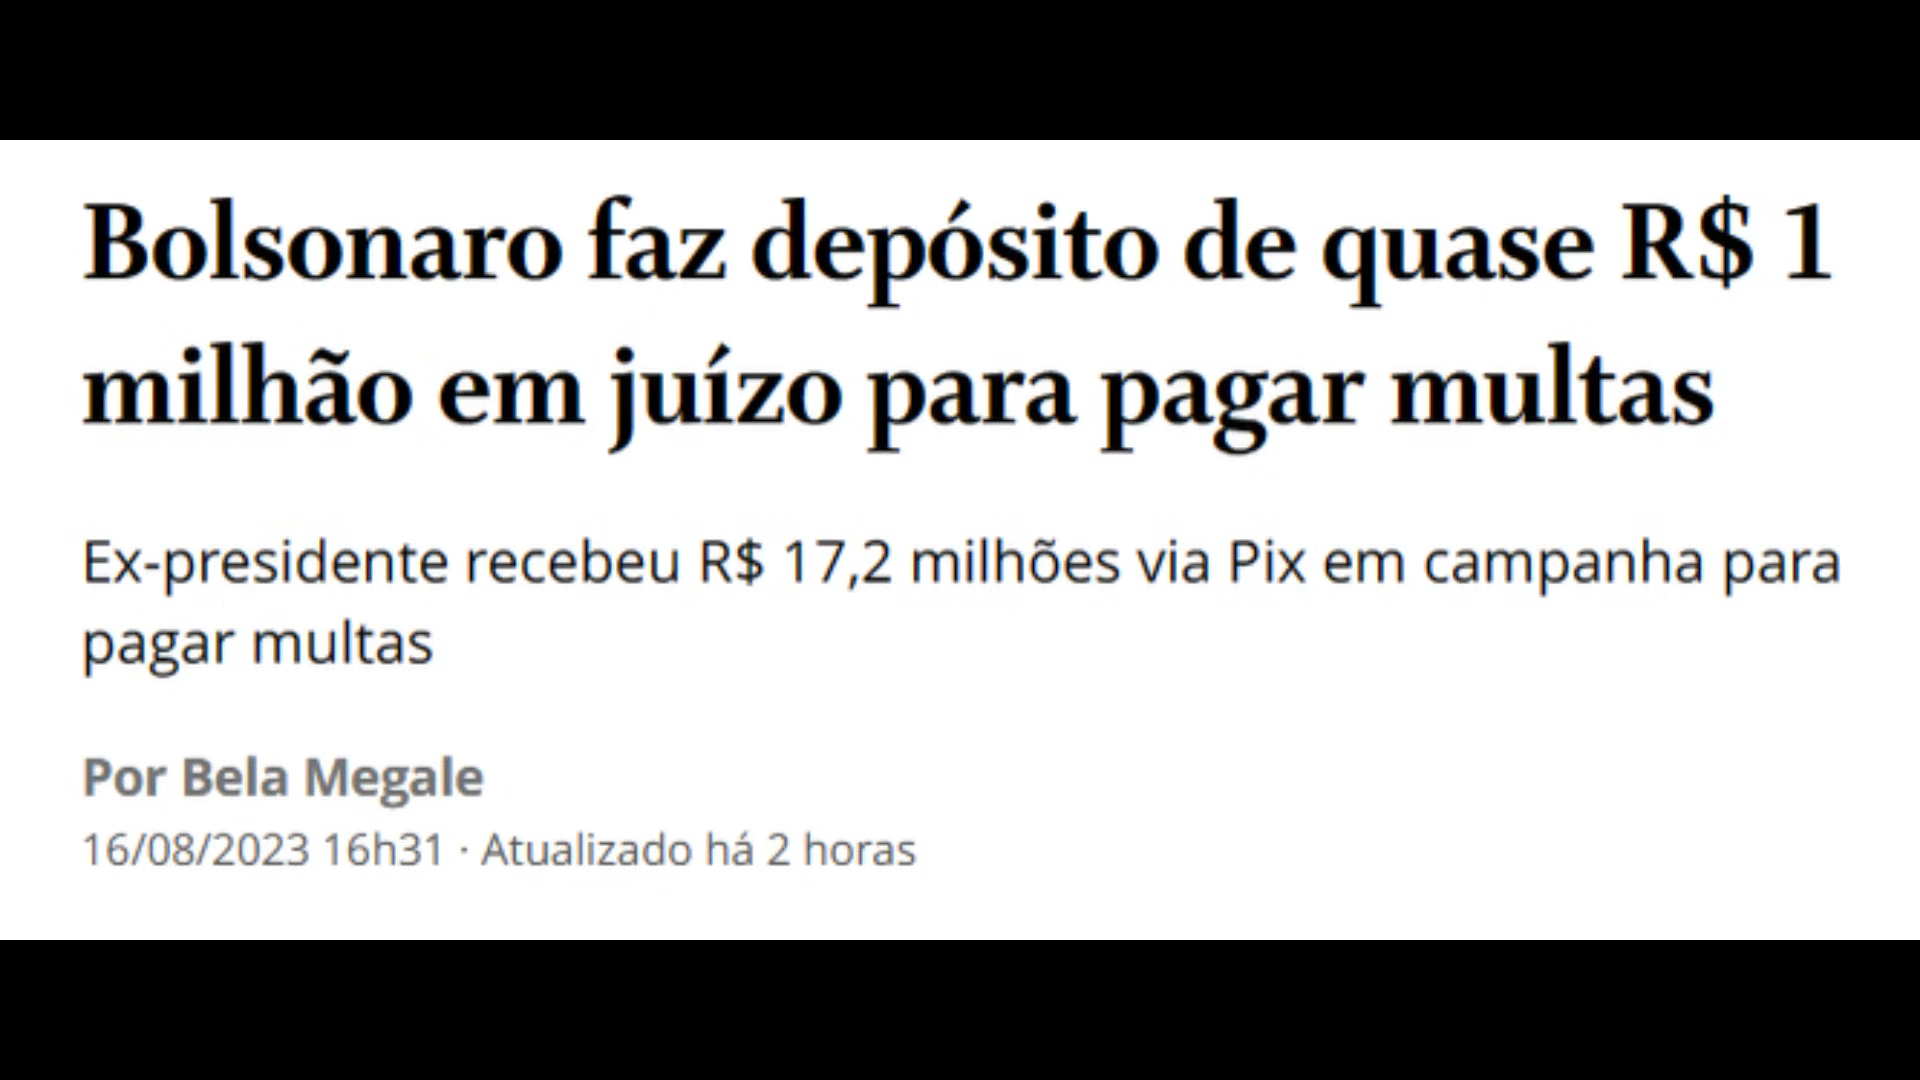 Bolsonaro faz depósito de quase R$ 1
milhão em juízo para pagar multas
Ex-presidente recebeu R$ 17,2 milhões via Pix em campanha para
pagar multas
Por Bela Megale
16/08/2023 16h31 · Atualizado há 2 horas